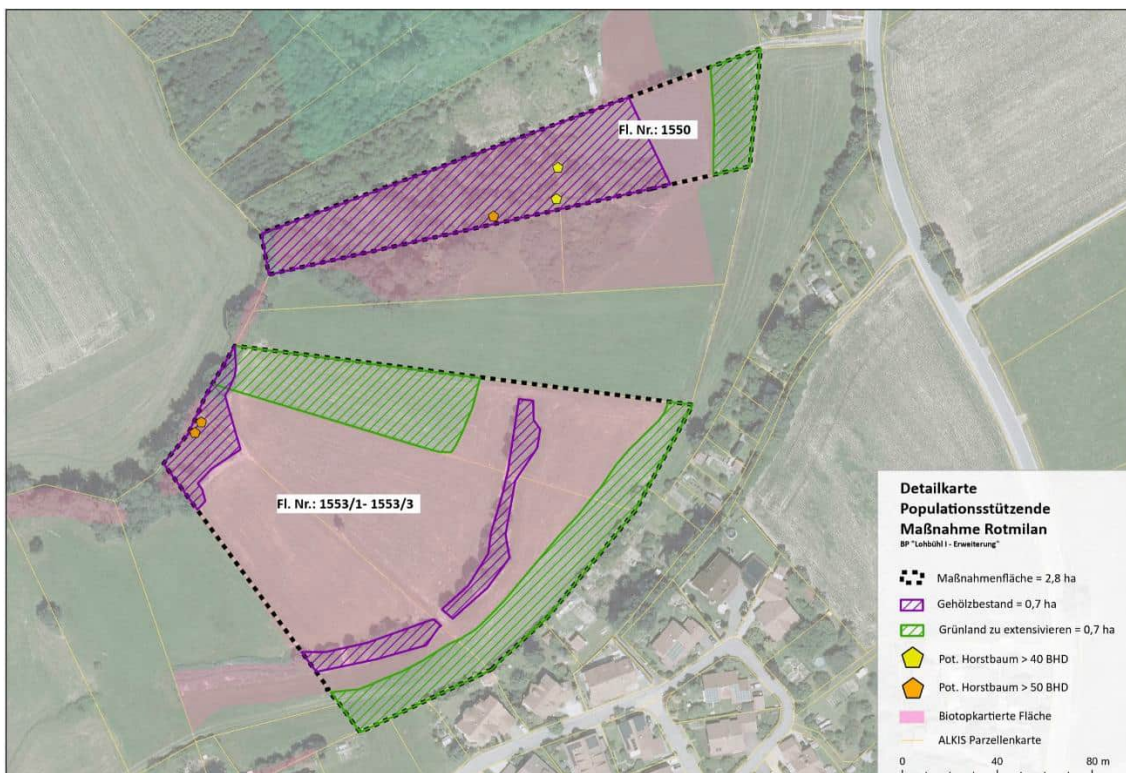 Fl. Nr.: 1550
Fl. Nr.: 1553/1- 1553/3
Detailkarte
Populationsstützende
Maßnahme Rotmilan
BP "Lohbühl I - Erweiterung"
Maßnahmenfläche = 2,8 ha
Gehölzbestand = 0,7 ha
Grünland zu extensivieren = 0,7 ha
Pot. Horstbaum > 40 BHD
Pot. Horstbaum > 50 BHD
Biotopkartierte Fläche
ALKIS Parzellenkarte
0 40 80 m